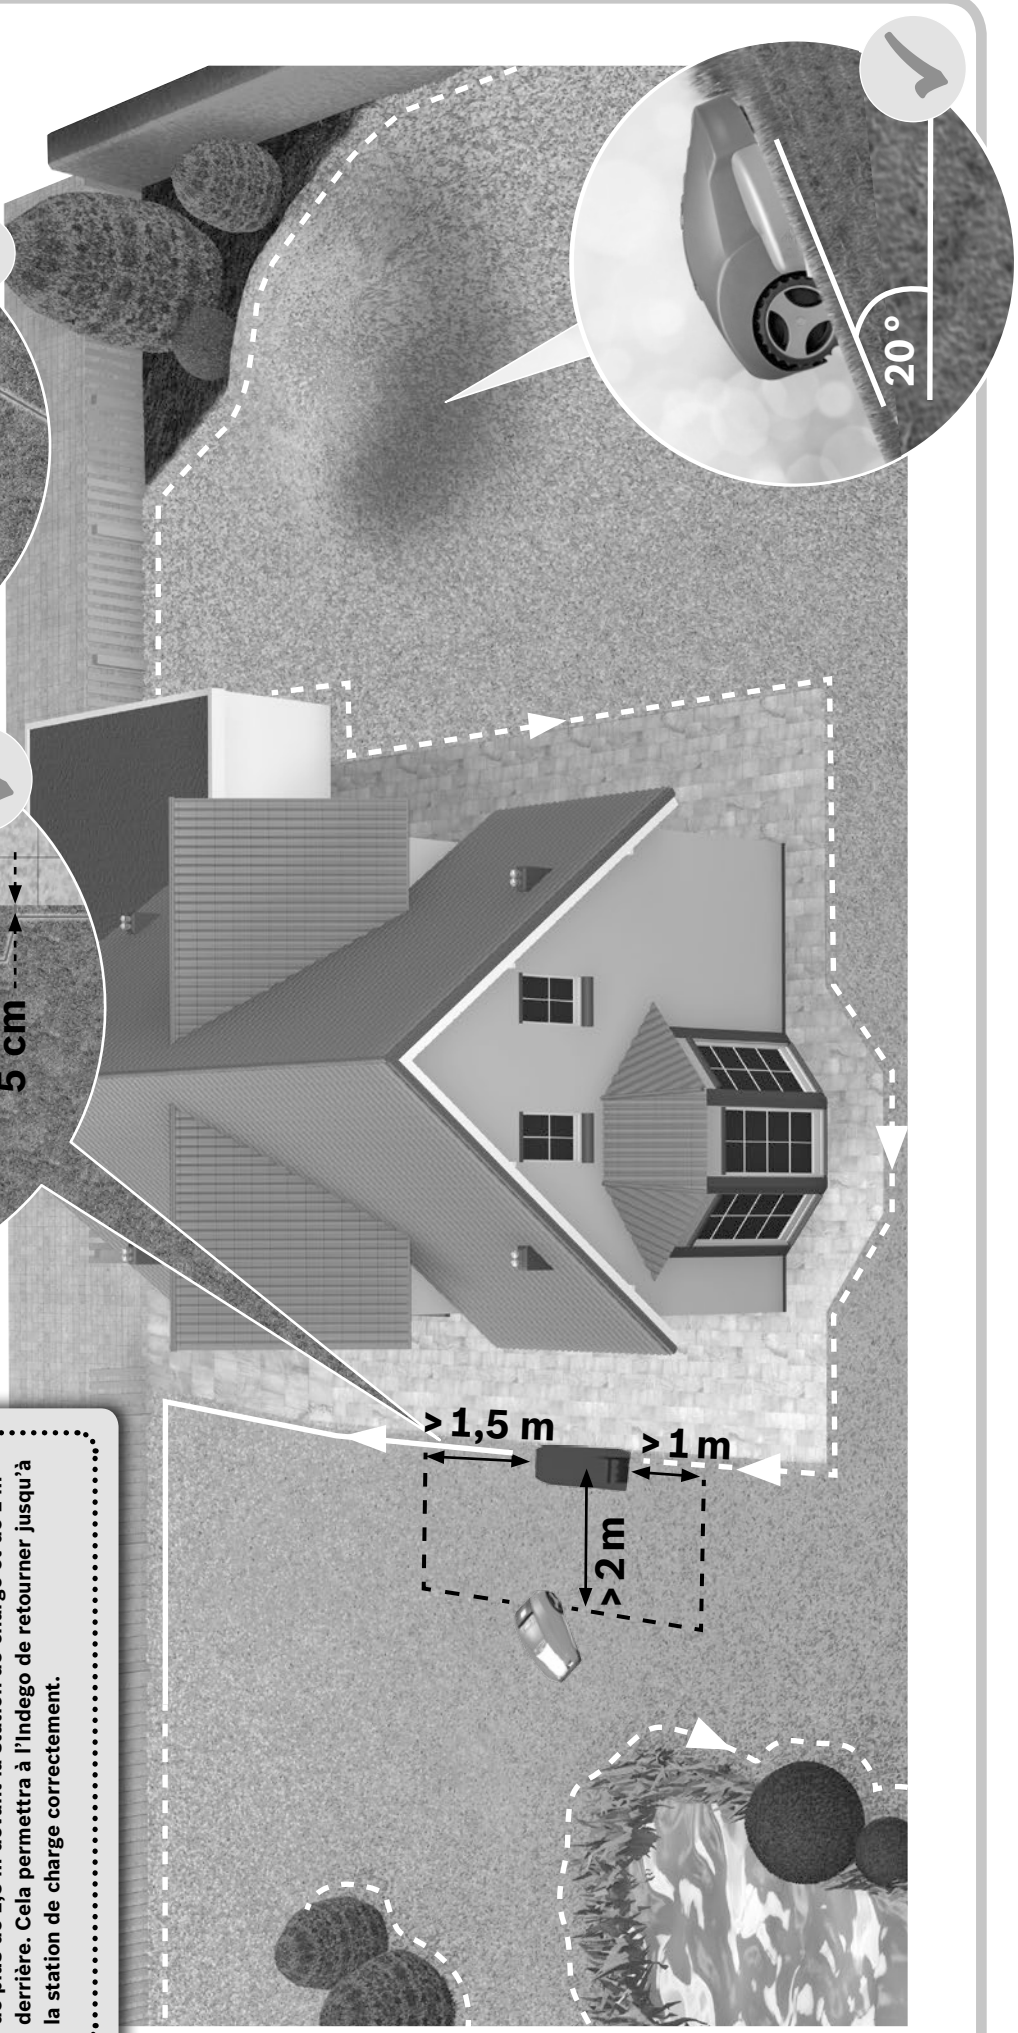 derrière. Cela permettra à l'Indego de retourner jusqu'à
la station de charge correctement.
5 cm
> 1,5 m
> 1 m
> 2 m
20 °